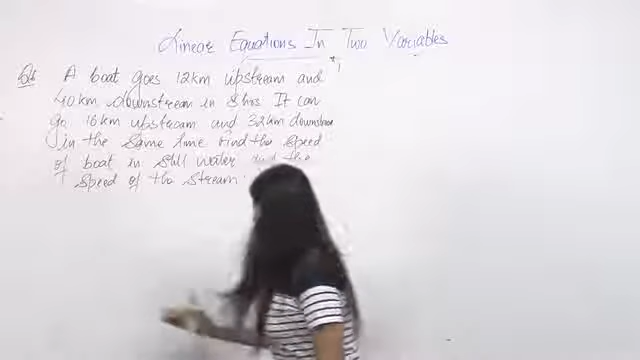 Linear Equations In Two Variables
Q5 A boat goes 12km upstream and
40km downstream in 8hrs It can
go 16km upstream and 32km downstream
in the same time Find the speed
of boat in still water and the
speed of the stream.